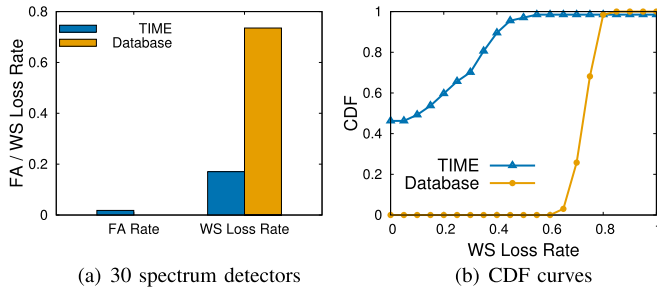 0.8
0.6
0.4
0.2
0
FA / WS Loss Rate
TIME
Database
FA Rate
WS Loss Rate
(a) 30 spectrum detectors
1
0.8
0.6
0.4
0.2
0
CDF
TIME
Database
0
0.2
0.4
0.6
0.8
1
WS Loss Rate
(b) CDF curves